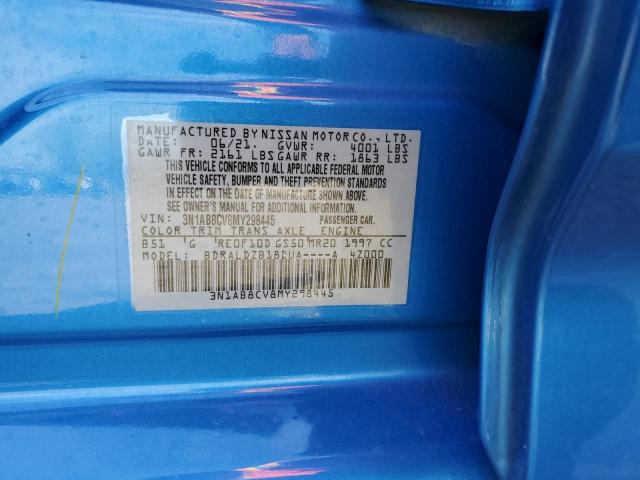 MANUFACTURED BY NISSAN MOTOR CO., LTD.
DATE: 06/21. GVWR: 4001 LBS
GAWR FR: 2161 LBS GAWR RR: 1863 LBS
THIS VEHICLE CONFORMS TO ALL APPLICABLE FEDERAL MOTOR
VEHICLE SAFETY, BUMPER AND THEFT PREVENTION STANDARDS
IN EFFECT ON THE DATE OF MANUFACTURE SHOWN ABOVE.
SEE OWNER'S MANUAL FOR ADDITIONAL INFORMATION
VIN: 3N1AB8CV8MY298445 PASSENGER CAR.
COLOR TRIM TRANS AXLE ENGINE
B51 G RE0F10D GS50 MR20 1997 CC
MODEL: BDRALDZB18DUA----A 4Z000
3N1AB8CV8MY298445